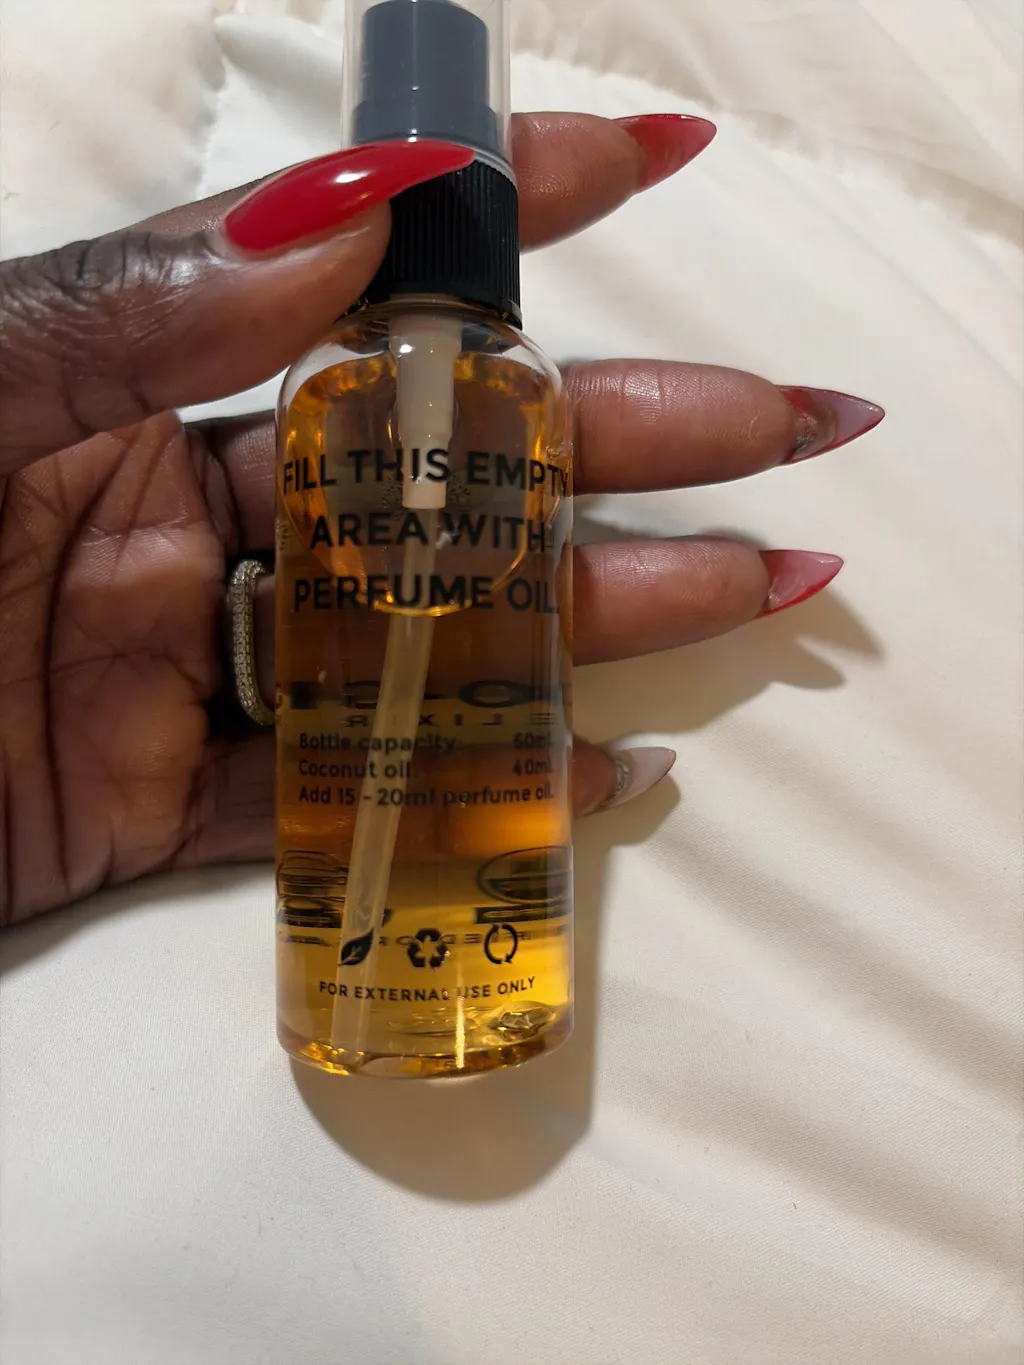 FILL THIS EMPTY
AREA WITH
PERFUME OIL
ELIXIR
Bottle capacity: 60ml
Coconut oil: 40ml
Add 15 - 20ml perfume oil
FOR EXTERNAL USE ONLY